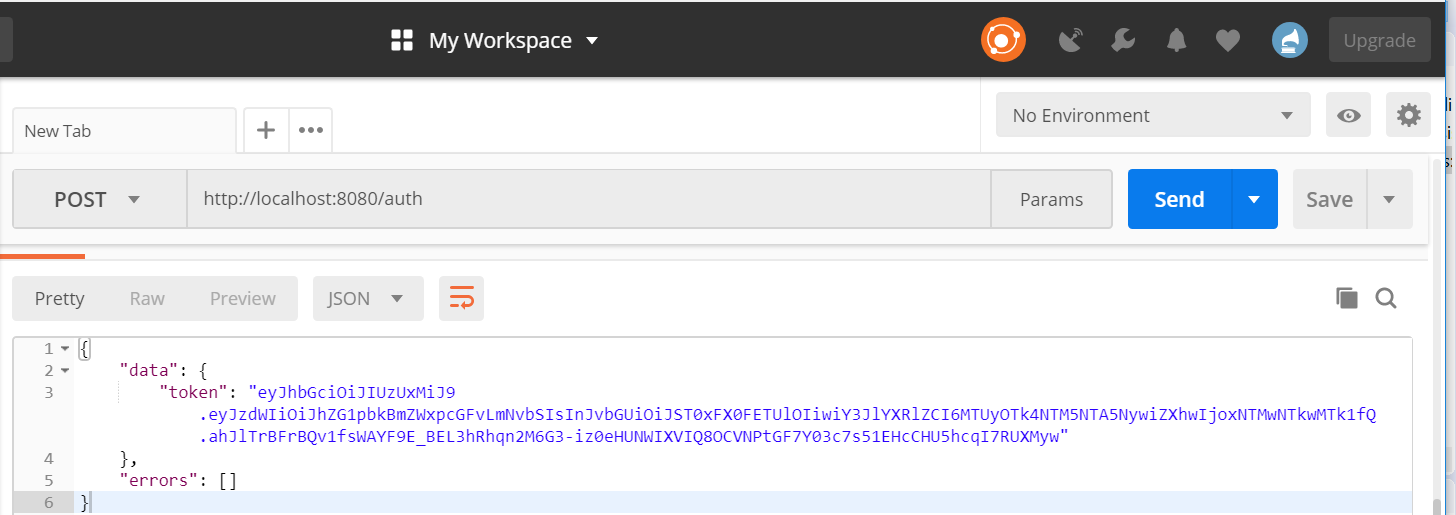 My Workspace
Upgrade
New Tab
No Environment
POST
http://localhost:8080/auth
Params
Send
Save
Pretty
Raw
Preview
JSON
1 {
2 "data": {
3 "token": "eyJhbGciOiJIUzUxMiJ9
.eyJzdWIiOiJhZG1pbkBmZWxpcGFvLmNvbSIsInJvbGUiOiJST0xFX0FETUlOIiwiY3JlYXRlZCI6MTUyOTk4NTM5NTA5NywiZXhwIjoxNTMwNTkwMTk1fQ
.ahJlTrBFrBQv1fsWAYF9E_BEL3hRhqn2M6G3-iz0eHUNWIXVIQ8OCVNPtGF7Y03c7s51EHcCHU5hcqI7RUXMyw"
4 },
5 "errors": []
6 }